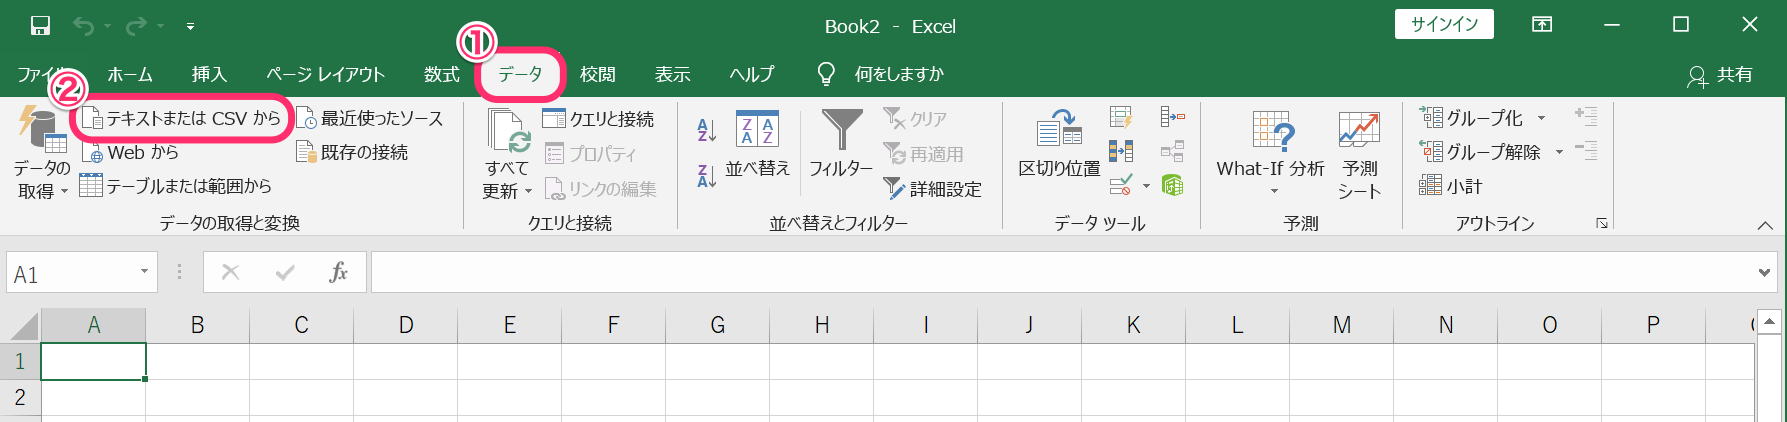 Book2 - Excel
サインイン
①
ファイル ホーム 挿入 ページ レイアウト 数式 データ 校閲 表示 ヘルプ 何をしますか 共有
②
テキストまたは CSV から
Web から
テーブルまたは範囲から
最近使ったソース
既存の接続
データの
取得
データの取得と変換
すべて
更新
クエリと接続
プロパティ
リンクの編集
クエリと接続
並べ替え
フィルター
クリア
再適用
詳細設定
並べ替えとフィルター
区切り位置
データ ツール
What-If 分析
予測
シート
予測
グループ化
グループ解除
小計
アウトライン
A1
fx
A B C D E F G H I J K L M N O P
1
2